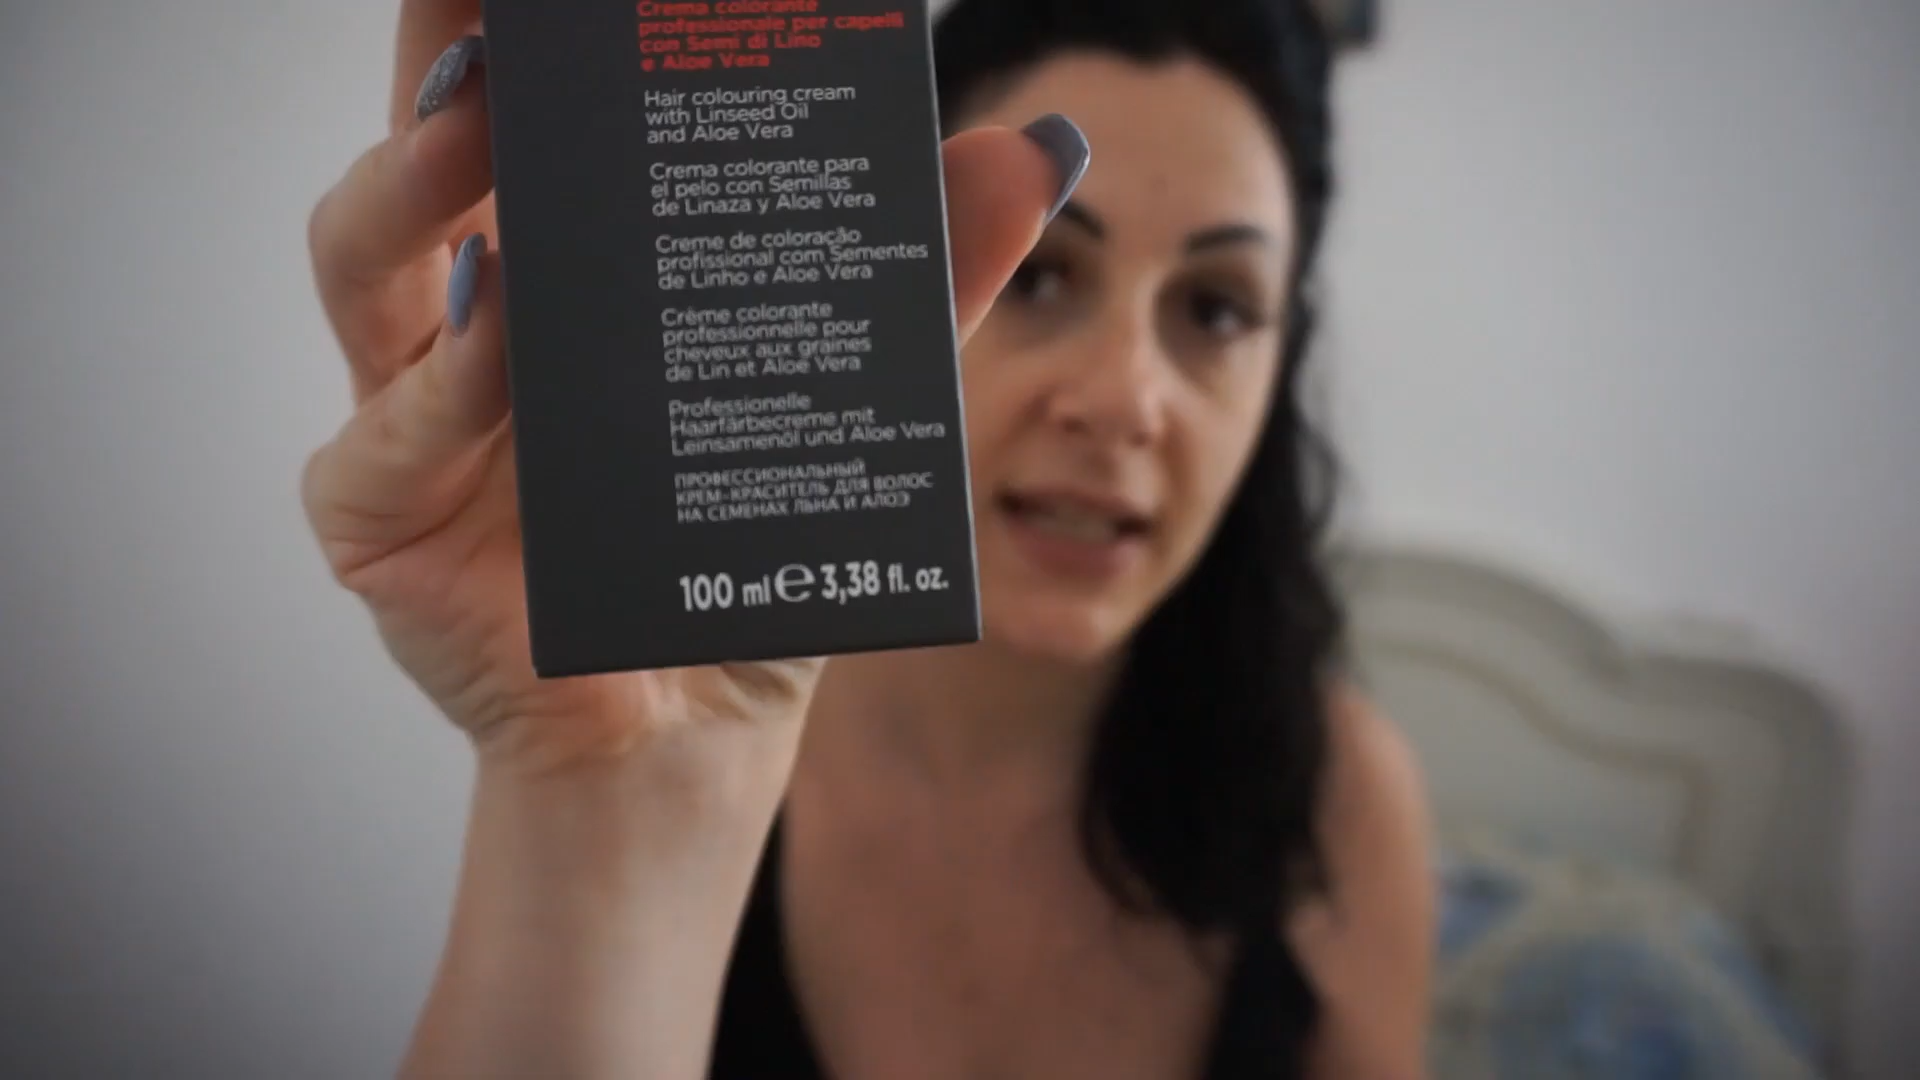 Crema colorante
professionale per capelli
con Semi di Lino
e Aloe Vera
Hair colouring cream
with Linseed Oil
and Aloe Vera
Crema colorante para
el pelo con Semillas
de Linaza y Aloe Vera
Creme de coloração
profissional com Sementes
de Linho e Aloe Vera
Crème colorante
professionnelle pour
cheveux aux graines
de Lin et Aloe Vera
Professionelle
Haarfärbecreme mit
Leinsamenöl und Aloe Vera
ПРОФЕССИОНАЛЬНЫЙ
КРЕМ-КРАСИТЕЛЬ ДЛЯ ВОЛОС
НА СЕМЕНАХ ЛЬНА И АЛОЭ
100 ml ℮ 3,38 fl. oz.